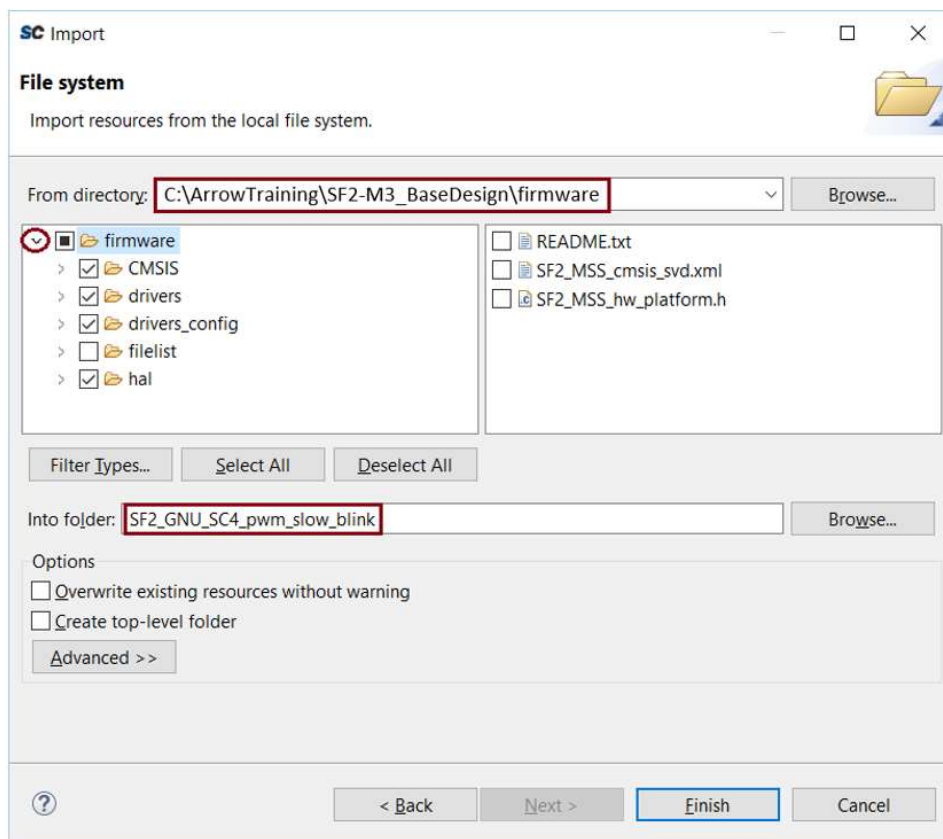 SC Import
File system
Import resources from the local file system.
From directory: C:\ArrowTraining\SF2-M3_BaseDesign\firmware Browse...
firmware
CMSIS
drivers
drivers_config
filelist
hal
README.txt
SF2_MSS_cmsis_svd.xml
SF2_MSS_hw_platform.h
Filter Types... Select All Deselect All
Into folder: SF2_GNU_SC4_pwm_slow_blink Browse...
Options
Overwrite existing resources without warning
Create top-level folder
Advanced >>
? < Back Next > Finish Cancel